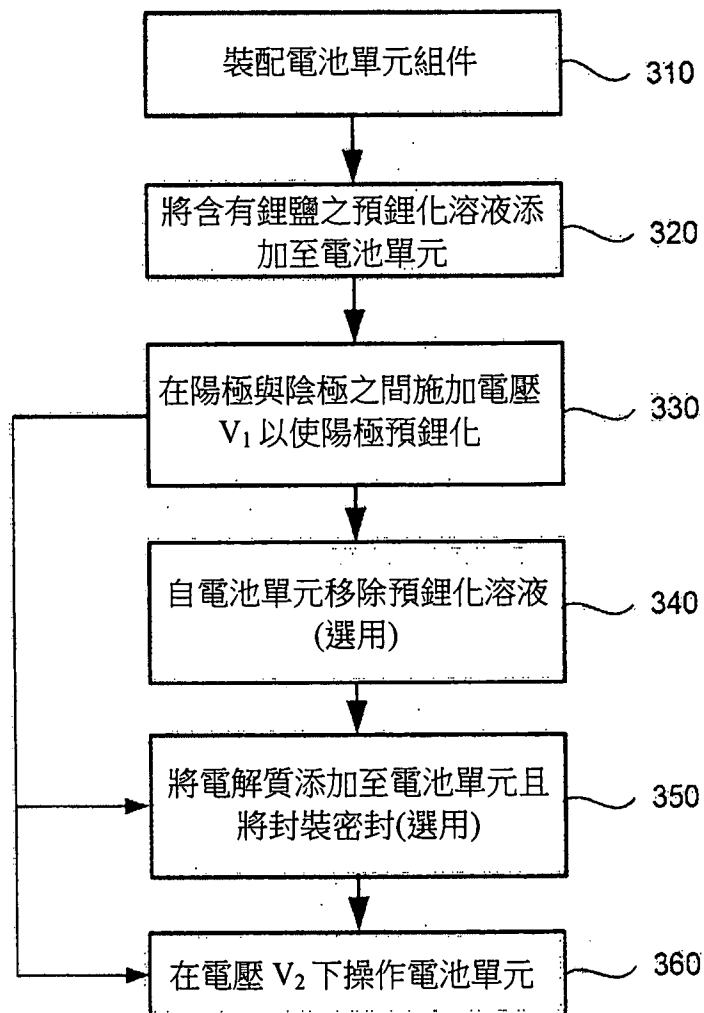 裝配電池單元組件
310
將含有鋰鹽之預鋰化溶液添
加至電池單元
320
在陽極與陰極之間施加電壓
V₁以使陽極預鋰化
330
自電池單元移除預鋰化溶液
(選用)
340
將電解質添加至電池單元且
將封裝密封(選用)
350
在電壓 V₂ 下操作電池單元
360